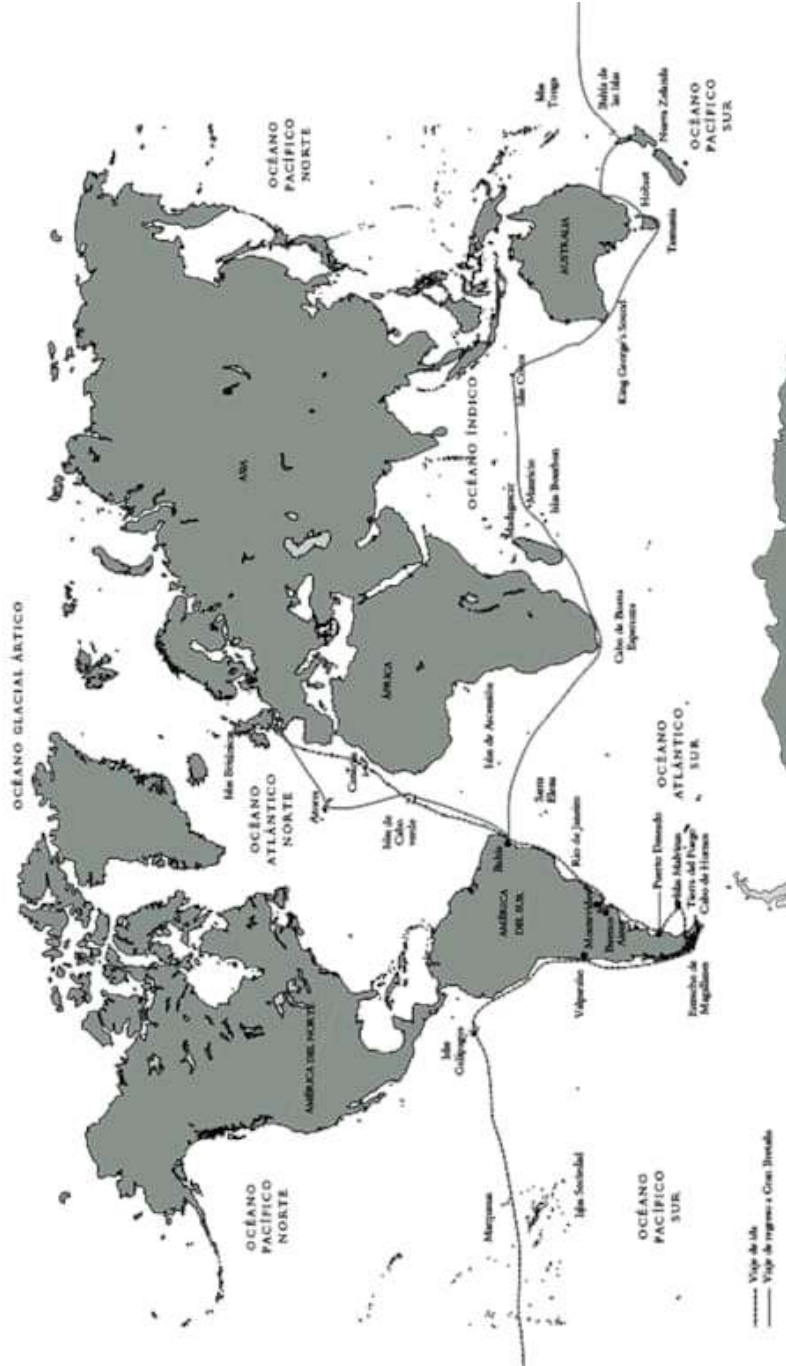 OCÉANO GLACIAL ÁRTICO
OCÉANO
PACÍFICO
NORTE
AMÉRICA DEL NORTE
OCÉANO
ATLÁNTICO
NORTE
Islas Británicas
Azores
Canarias
Islas de
Cabo
verde
ASIA
ÁFRICA
OCÉANO
PACÍFICO
NORTE
Islas
Galápagos
Marquesas
Islas Sociedad
OCÉANO
PACÍFICO
SUR
AMÉRICA
DEL SUR
Bahía
Río de Janeiro
Montevideo
Buenos
Aires
Valparaíso
Puerto Deseado
Islas Malvinas
Tierra del Fuego
Cabo de Hornos
Estrecho de
Magallanes
Islas de Ascensión
Santa
Elena
OCÉANO
ATLÁNTICO
SUR
Cabo de Buena
Esperanza
Madagascar
Mauricio
Islas Bourbon
OCÉANO ÍNDICO
Islas Cocos
King George's Sound
AUSTRALIA
Hobart
Tasmania
Islas
Tonga
Bahía de
las Islas
Nueva Zelanda
OCÉANO
PACÍFICO
SUR
Viaje de ida
Viaje de regreso a Gran Bretaña